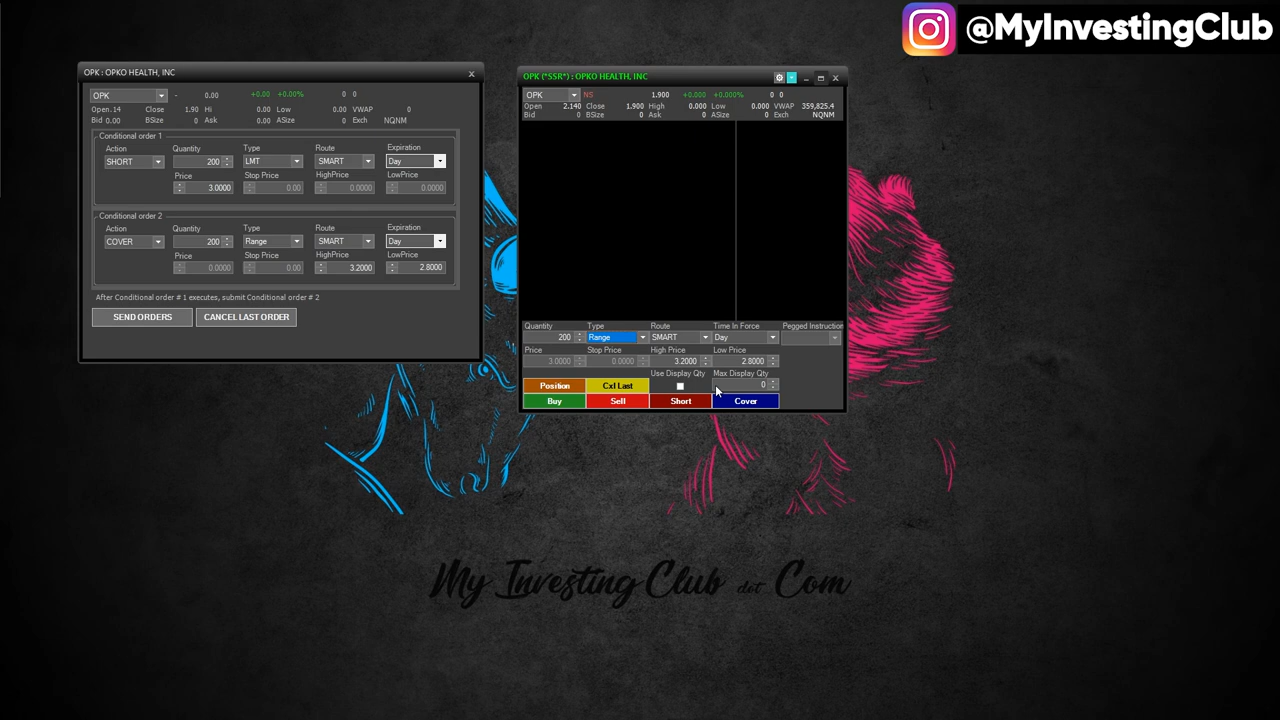 @MyInvestingClub
OPK : OPKO HEALTH, INC
OPK - 0.00 +0.00 +0.00% 0 0
Open .14 Close 1.90 Hi 0.00 Low 0.00 VWAP 0
Bid 0.00 BSize 0 Ask 0.00 ASize 0 Exch NQNM
Conditional order 1
Action Quantity Type Route Expiration
SHORT 200 LMT SMART Day
Price Stop Price HighPrice LowPrice
3.0000 0.00 0.0000 0.0000
Conditional order 2
Action Quantity Type Route Expiration
COVER 200 Range SMART Day
Price Stop Price HighPrice LowPrice
0.0000 0.00 3.2000 2.8000
After Conditional order # 1 executes, submit Conditional order # 2
SEND ORDERS CANCEL LAST ORDER
OPK (*SSR*) : OPKO HEALTH, INC
OPK NS 1.900 +0.000 +0.000% 0 0
Open 2.140 Close 1.900 High 0.000 Low 0.000 VWAP 359,825.4
Bid 0 BSize 0 Ask 0 ASize 0 Exch NQNM
Quantity Type Route Time In Force Pegged Instruction
200 Range SMART Day
Price Stop Price High Price Low Price
3.0000 0.0000 3.2000 2.8000
Use Display Qty Max Display Qty
Position Cxl Last 0
Buy Sell Short Cover
My Investing Club dot Com